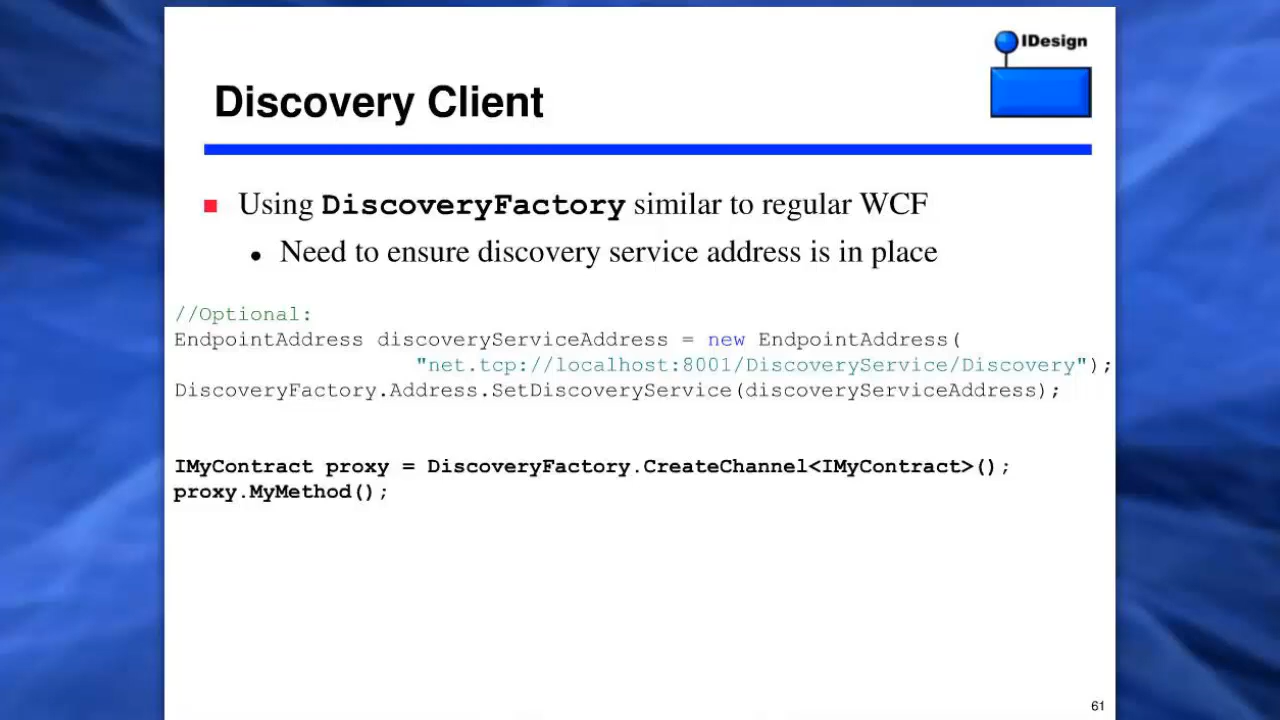 IDesign
Discovery Client
Using DiscoveryFactory similar to regular WCF
Need to ensure discovery service address is in place
//Optional:
EndpointAddress discoveryServiceAddress = new EndpointAddress(
"net.tcp://localhost:8001/DiscoveryService/Discovery");
DiscoveryFactory.Address.SetDiscoveryService(discoveryServiceAddress);
IMyContract proxy = DiscoveryFactory.CreateChannel<IMyContract>();
proxy.MyMethod();
61